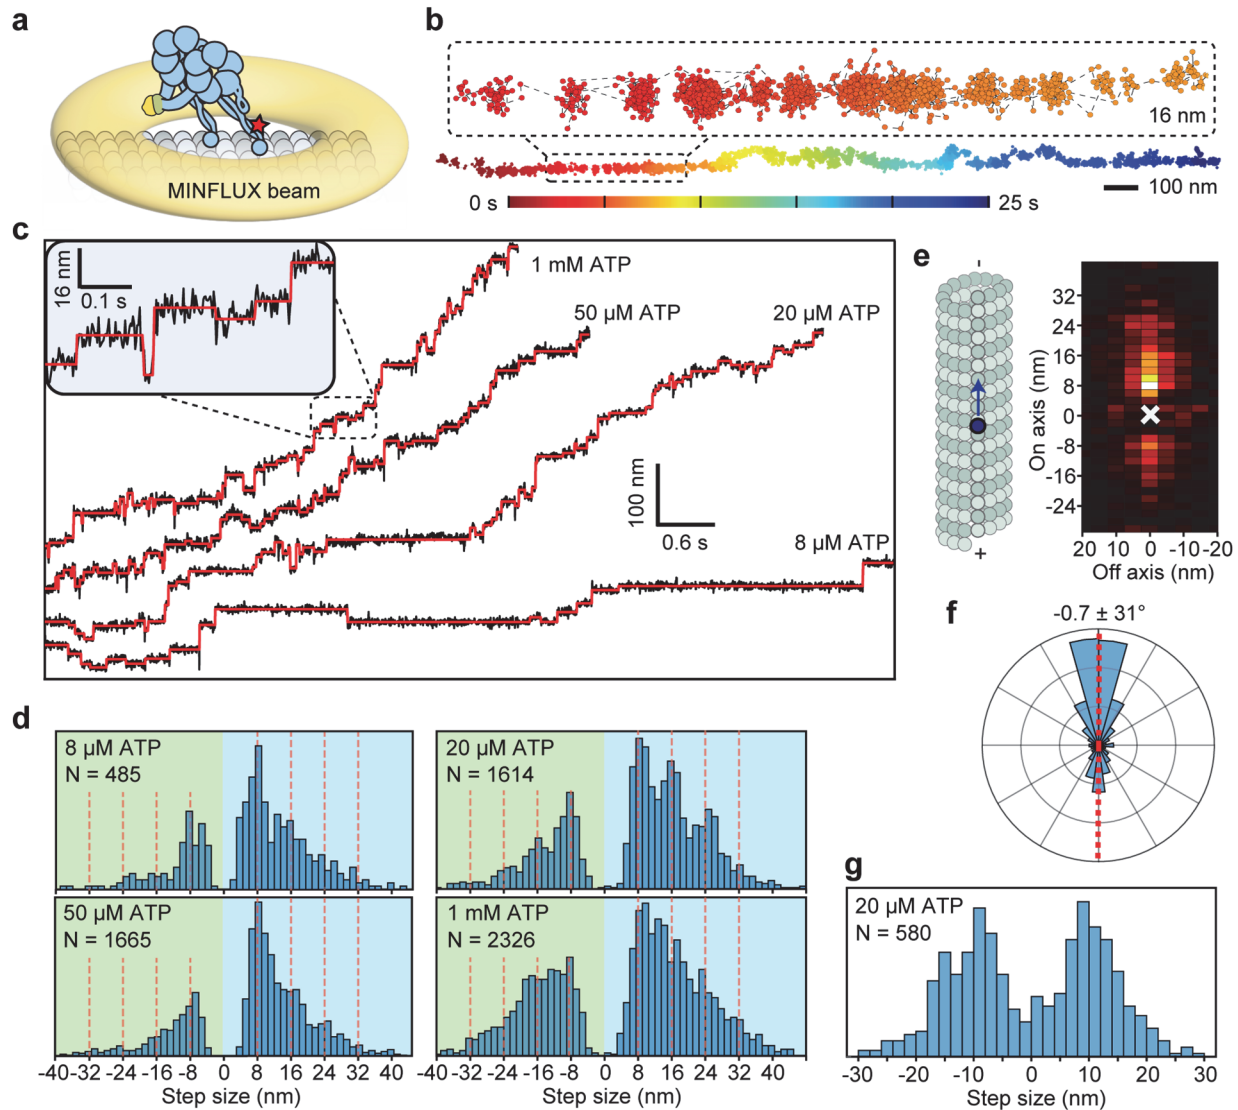 a
MINFLUX beam
b
16 nm
100 nm
0 s
25 s
c
16 nm
0.1 s
1 mM ATP
50 µM ATP
20 µM ATP
100 nm
0.6 s
8 µM ATP
d
8 µM ATP
N = 485
20 µM ATP
N = 1614
50 µM ATP
N = 1665
1 mM ATP
N = 2326
-40 -32 -24 -16 -8 0 8 16 24 32 40
Step size (nm)
-40 -32 -24 -16 -8 0 8 16 24 32 40
Step size (nm)
e
-
+
On axis (nm)
32
24
16
8
0
-8
-16
-24
20 10 0 -10 -20
Off axis (nm)
f
-0.7 ± 31°
g
20 µM ATP
N = 580
-30 -20 -10 0 10 20 30
Step size (nm)